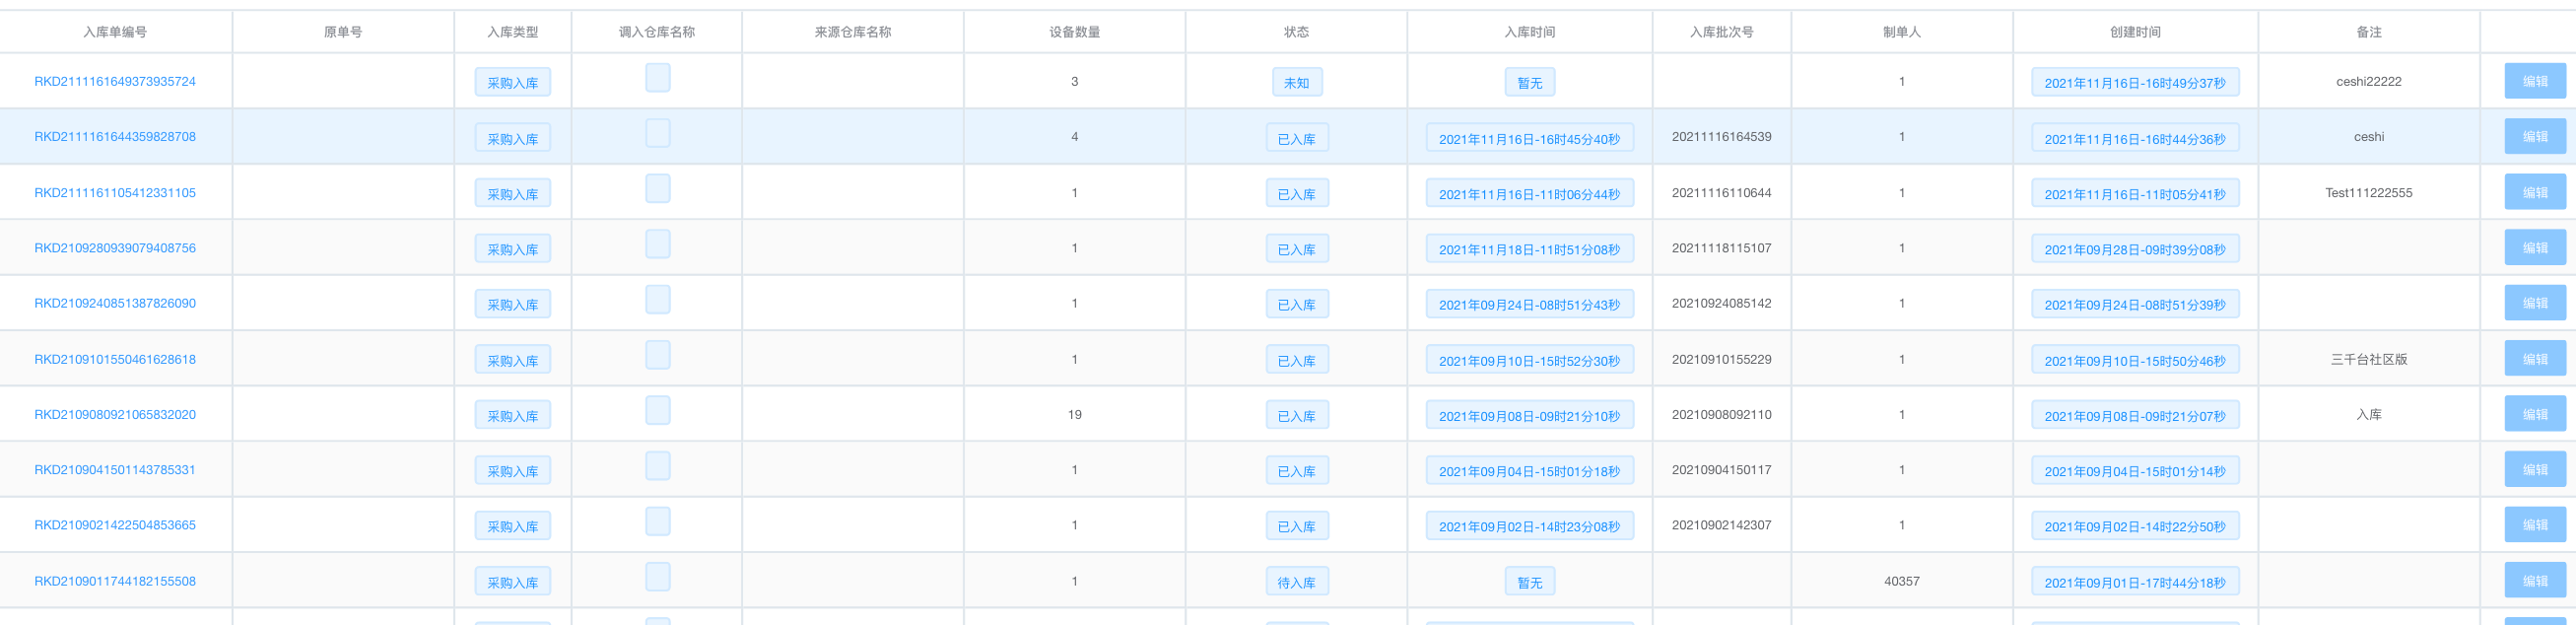 入库单编号 原单号 入库类型 调入仓库名称 来源仓库名称 设备数量 状态 入库时间 入库批次号 制单人 创建时间 备注
RKD2111161649373935724 采购入库 3 未知 暂无 1 2021年11月16日-16时49分37秒 ceshi22222 编辑
RKD2111161644359828708 采购入库 4 已入库 2021年11月16日-16时45分40秒 20211116164539 1 2021年11月16日-16时44分36秒 ceshi 编辑
RKD2111161105412331105 采购入库 1 已入库 2021年11月16日-11时06分44秒 20211116110644 1 2021年11月16日-11时05分41秒 Test111222555 编辑
RKD2109280939079408756 采购入库 1 已入库 2021年11月18日-11时51分08秒 20211118115107 1 2021年09月28日-09时39分08秒 编辑
RKD2109240851387826090 采购入库 1 已入库 2021年09月24日-08时51分43秒 20210924085142 1 2021年09月24日-08时51分39秒 编辑
RKD2109101550461628618 采购入库 1 已入库 2021年09月10日-15时52分30秒 20210910155229 1 2021年09月10日-15时50分46秒 三千台社区版 编辑
RKD2109080921065832020 采购入库 19 已入库 2021年09月08日-09时21分10秒 20210908092110 1 2021年09月08日-09时21分07秒 入库 编辑
RKD2109041501143785331 采购入库 1 已入库 2021年09月04日-15时01分18秒 20210904150117 1 2021年09月04日-15时01分14秒 编辑
RKD2109021422504853665 采购入库 1 已入库 2021年09月02日-14时23分08秒 20210902142307 1 2021年09月02日-14时22分50秒 编辑
RKD2109011744182155508 采购入库 1 待入库 暂无 40357 2021年09月01日-17时44分18秒 编辑